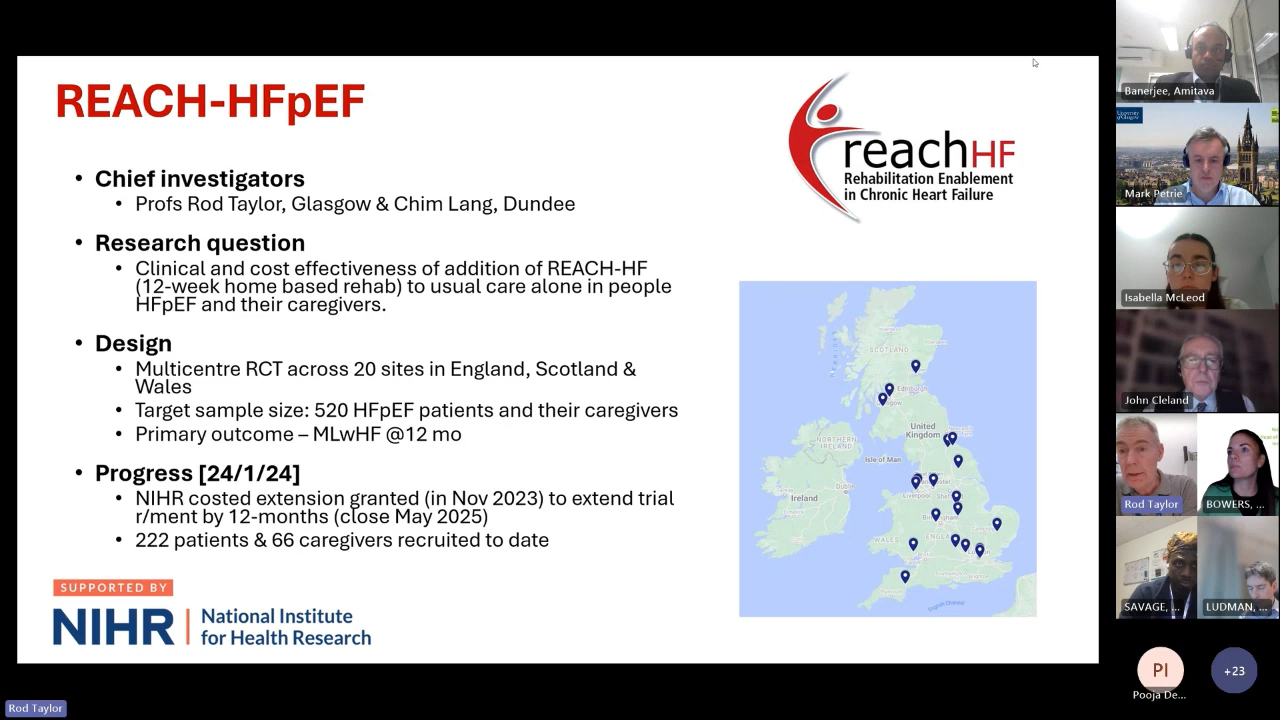 REACH-HFpEF
• Chief investigators
• Profs Rod Taylor, Glasgow & Chim Lang, Dundee
• Research question
• Clinical and cost effectiveness of addition of REACH-HF
(12-week home based rehab) to usual care alone in people
HFpEF and their caregivers.
• Design
• Multicentre RCT across 20 sites in England, Scotland &
Wales
• Target sample size: 520 HFpEF patients and their caregivers
• Primary outcome – MLwHF @12 mo
• Progress [24/1/24]
• NIHR costed extension granted (in Nov 2023) to extend trial
r/ment by 12-months (close May 2025)
• 222 patients & 66 caregivers recruited to date
SUPPORTED BY
NIHR | National Institute
for Health Research
reachHF
Rehabilitation Enablement
in Chronic Heart Failure
SCOTLAND
Edinburgh
United
Kingdom
NORTHERN
IRELAND
Isle of Man
Dublin
Ireland
Liverpool
WALES
English Channel
Banerjee, Amitava
Mark Petrie
Isabella McLeod
John Cleland
Rod Taylor
BOWERS, ...
SAVAGE, ...
LUDMAN, ...
PI
Pooja De...
+23
Rod Taylor